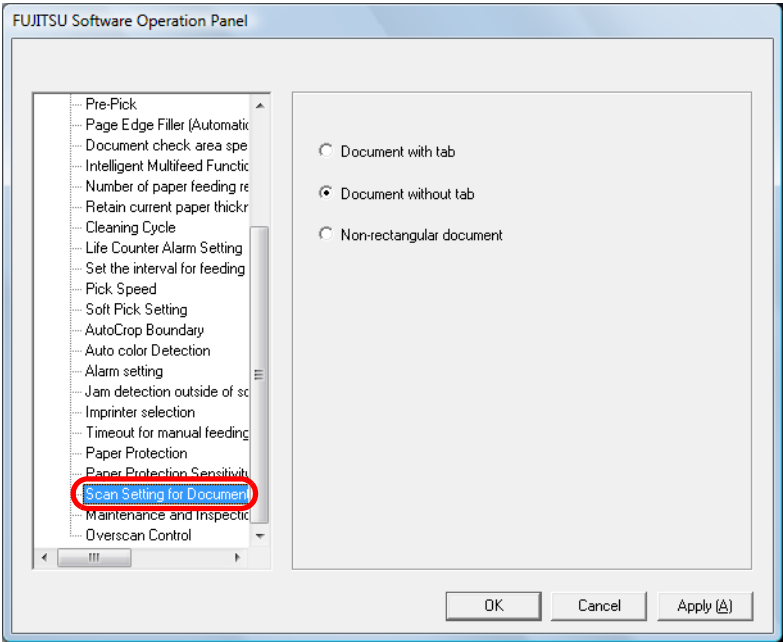 FUJITSU Software Operation Panel
Pre-Pick
Page Edge Filler (Automatic
Document check area spe
Intelligent Multifeed Functic
Number of paper feeding re
Retain current paper thickr
Cleaning Cycle
Life Counter Alarm Setting
Set the interval for feeding
Pick Speed
Soft Pick Setting
AutoCrop Boundary
Auto color Detection
Alarm setting
Jam detection outside of sc
Imprinter selection
Timeout for manual feeding
Paper Protection
Paper Protection Sensitivity
Scan Setting for Document
Maintenance and Inspectic
Overscan Control
Document with tab
Document without tab
Non-rectangular document
OK
Cancel
Apply (A)